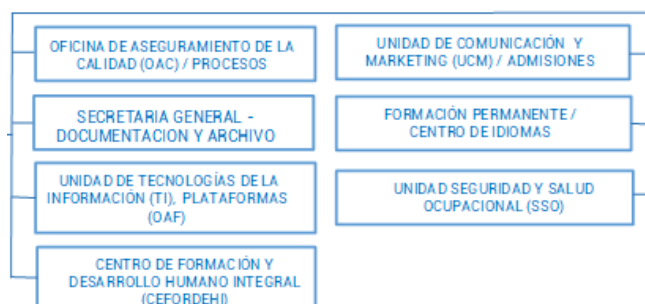 OFICINA DE ASEGURAMIENTO DE LA
CALIDAD (OAC) / PROCESOS
SECRETARIA GENERAL -
DOCUMENTACION Y ARCHIVO
UNIDAD DE TECNOLOGÍAS DE LA
INFORMACIÓN (TI), PLATAFORMAS
(OAF)
CENTRO DE FORMACIÓN Y
DESARROLLO HUMANO INTEGRAL
(CEFORDEHI)
UNIDAD DE COMUNICACIÓN Y
MARKETING (UCM) / ADMISIONES
FORMACIÓN PERMANENTE /
CENTRO DE IDIOMAS
UNIDAD SEGURIDAD Y SALUD
OCUPACIONAL (SSO)